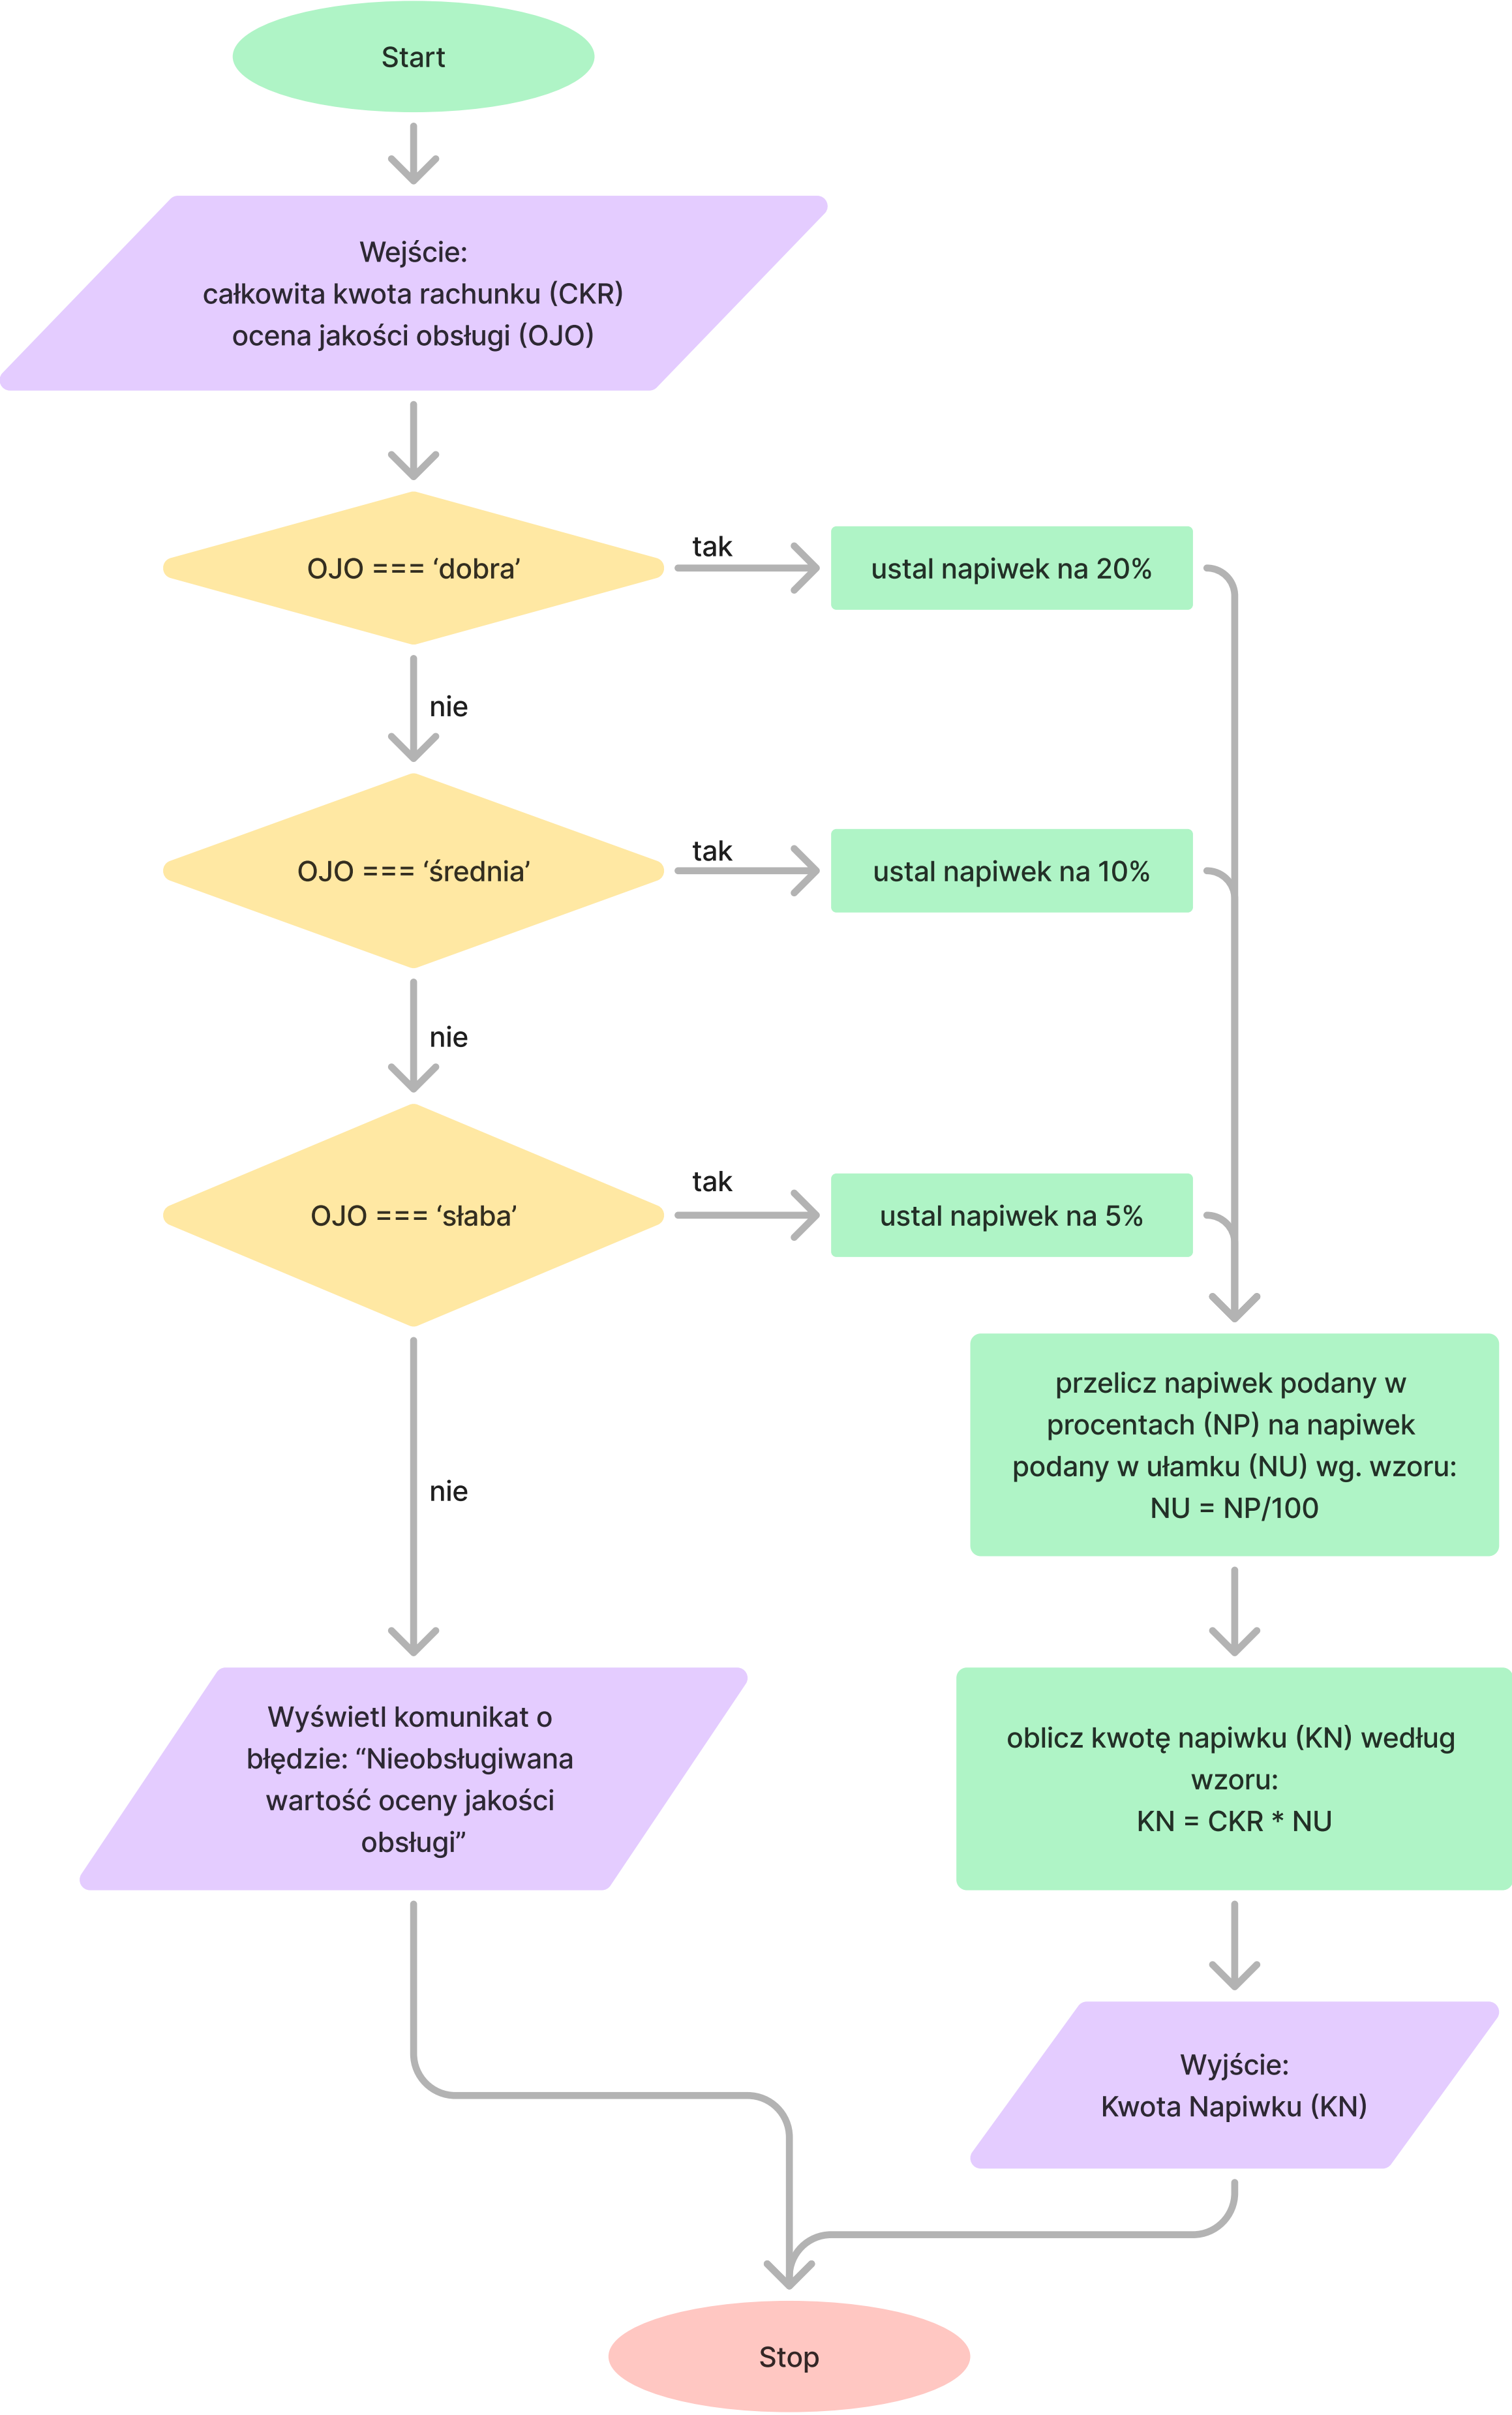 Start
Wejście:
całkowita kwota rachunku (CKR)
ocena jakości obsługi (OJO)
OJO === ‘dobra’
tak
ustal napiwek na 20%
nie
OJO === ‘średnia’
tak
ustal napiwek na 10%
nie
OJO === ‘słaba’
tak
ustal napiwek na 5%
nie
przelicz napiwek podany w
procentach (NP) na napiwek
podany w ułamku (NU) wg. wzoru:
NU = NP/100
Wyświetl komunikat o
błędzie: “Nieobsługiwana
wartość oceny jakości
obsługi”
oblicz kwotę napiwku (KN) według
wzoru:
KN = CKR * NU
Wyjście:
Kwota Napiwku (KN)
Stop